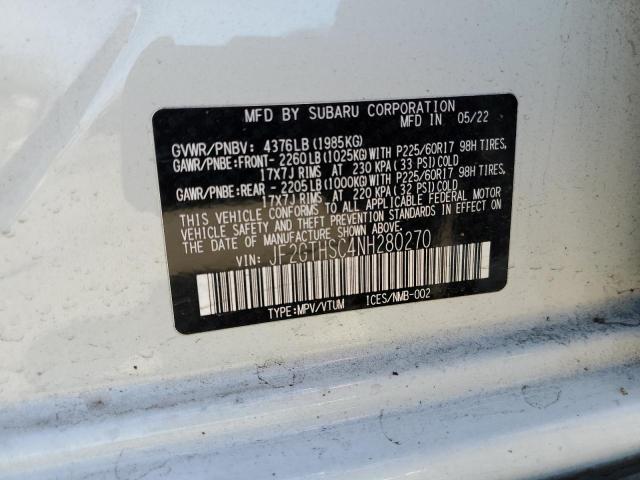 MFD BY SUBARU CORPORATION
MFD IN 05/22
GVWR/PNBV: 4376LB(1985KG)
GAWR/PNBE:FRONT- 2260LB(1025KG)WITH P225/60R17 98H TIRES,
17X7J RIMS AT 230 KPA (33 PSI)COLD
GAWR/PNBE:REAR - 2205LB(1000KG)WITH P225/60R17 98H TIRES,
17X7J RIMS AT 220 KPA (32 PSI)COLD
THIS VEHICLE CONFORMS TO ALL APPLICABLE FEDERAL MOTOR
VEHICLE SAFETY STANDARDS IN EFFECT ON THE
DATE OF MANUFACTURE SHOWN ABOVE.
VIN: JF2GTHSC4NH280270
TYPE:MPV/VTUM ICES/NMB-002